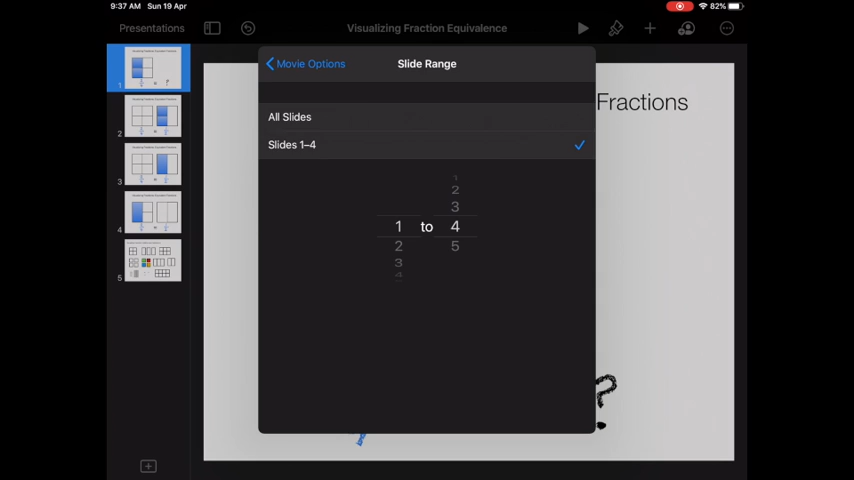 9:37 AM Sun 19 Apr
82%
Presentations
Visualizing Fraction Equivalence
Movie Options
Slide Range
All Slides
Slides 1–4
Fractions
1 to 4
2
3
4
2
3
5
1
2
3
4
5
?